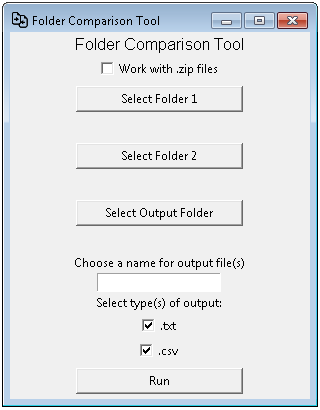 Folder Comparison Tool
Folder Comparison Tool
Work with .zip files
Select Folder 1
Select Folder 2
Select Output Folder
Choose a name for output file(s)
Select type(s) of output:
.txt
.csv
Run